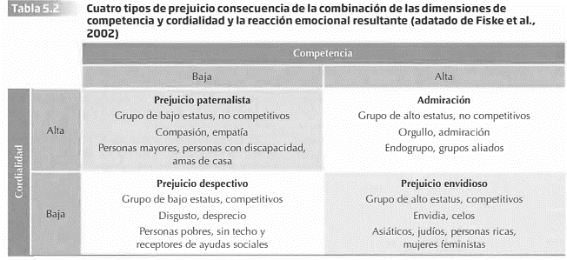 Tabla 5.2
Cuatro tipos de prejuicio consecuencia de la combinación de las dimensiones de
competencia y cordialidad y la reacción emocional resultante (adatado de Fiske et al.,
2002)
Competencia
Baja
Alta
Cordialidad
Alta
Prejuicio paternalista
Grupo de bajo estatus, no competitivos
Compasión, empatía
Personas mayores, personas con discapacidad,
amas de casa
Admiración
Grupo de alto estatus, no competitivos
Orgullo, admiración
Endogrupo, grupos aliados
Baja
Prejuicio despectivo
Grupo de bajo estatus, competitivos
Disgusto, desprecio
Personas pobres, sin techo y
receptores de ayudas sociales
Prejuicio envidioso
Grupo de alto estatus, competitivos
Envidia, celos
Asiáticos, judíos, personas ricas,
mujeres feministas